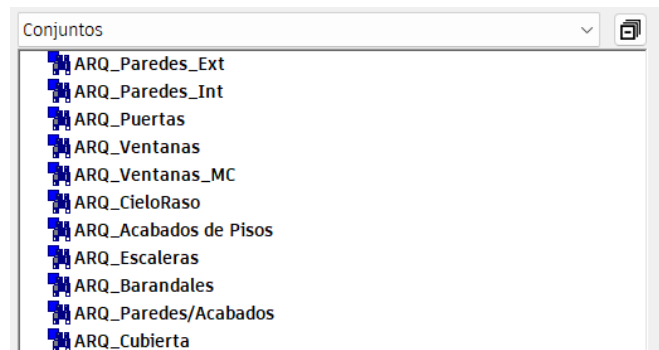 Conjuntos
ARQ_Paredes_Ext
ARQ_Paredes_Int
ARQ_Puertas
ARQ_Ventanas
ARQ_Ventanas_MC
ARQ_CieloRaso
ARQ_Acabados de Pisos
ARQ_Escaleras
ARQ_Barandales
ARQ_Paredes/Acabados
ARQ_Cubierta